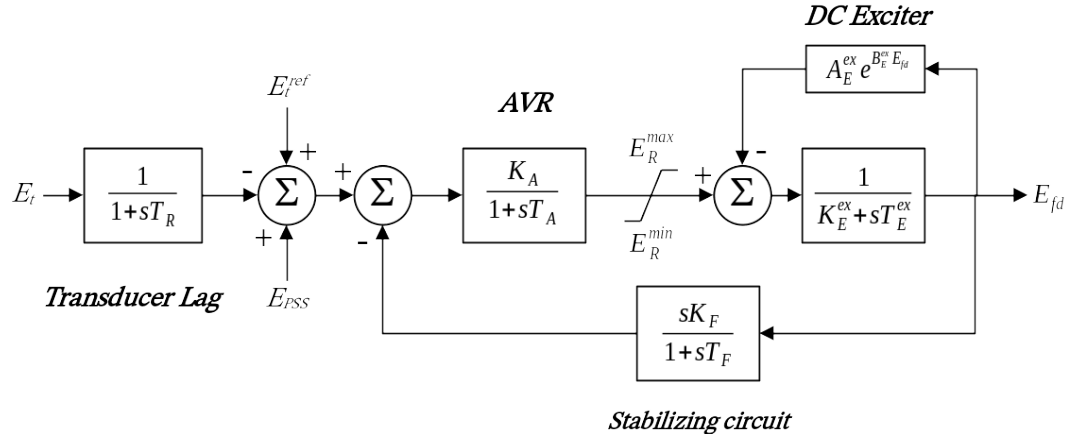 DC Exciter
A_E^ex e^{B_E^ex E_fd}
E_t^ref
AVR
E_R^max
-
-
+
+
+
E_t
1
1+sT_R
Σ
Σ
K_A
1+sT_A
Σ
1
K_E^ex+sT_E^ex
E_fd
+
-
E_R^min
Transducer Lag
E_PSS
sK_F
1+sT_F
Stabilizing circuit